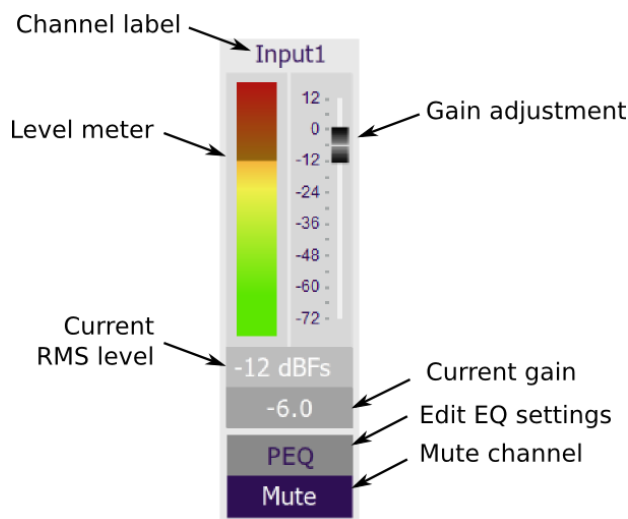 Channel label
Input1
Level meter
Gain adjustment
12
0
-12
-24
-36
-48
-60
-72
Current
RMS level
-12 dBFs
-6.0
Current gain
Edit EQ settings
PEQ
Mute channel
Mute